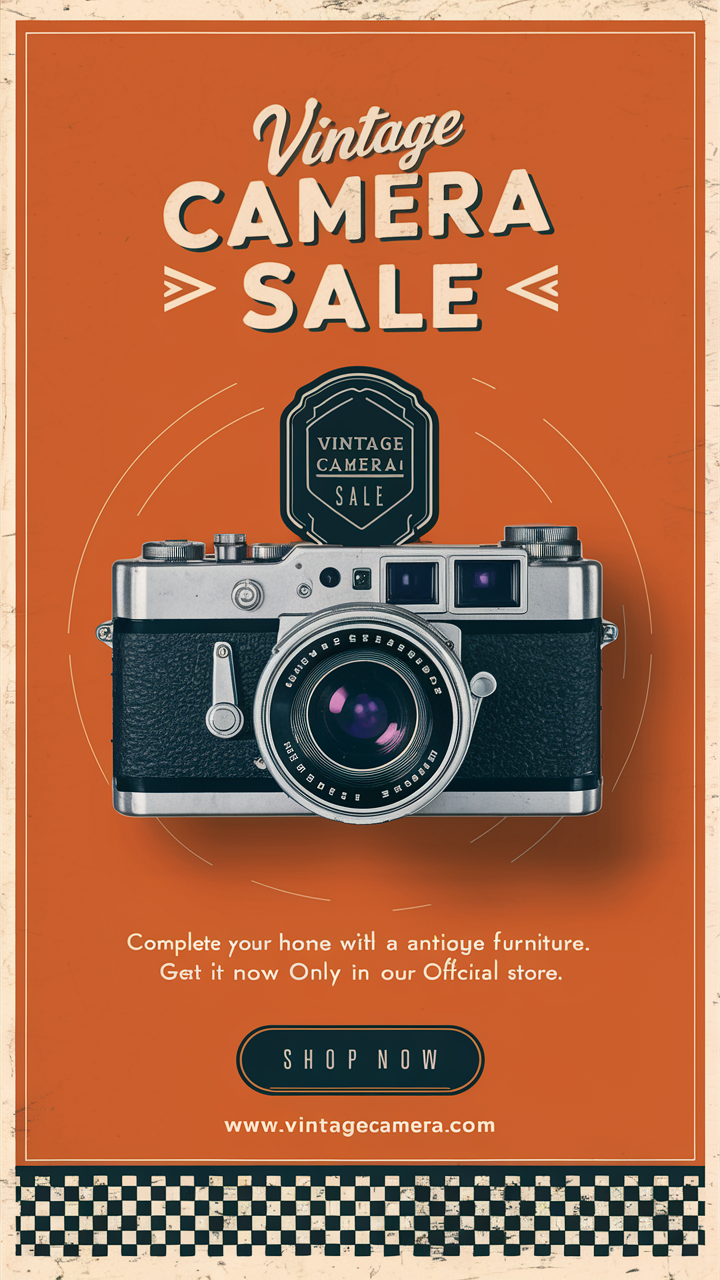 Vintage
CAMERA
SALE
VINTAGE
CAMERA!
SALE
Complete your hone witl a antioye furniture.
Get it now Only in our Offcital store.
SHOP NOW
www.vintagecamera.com